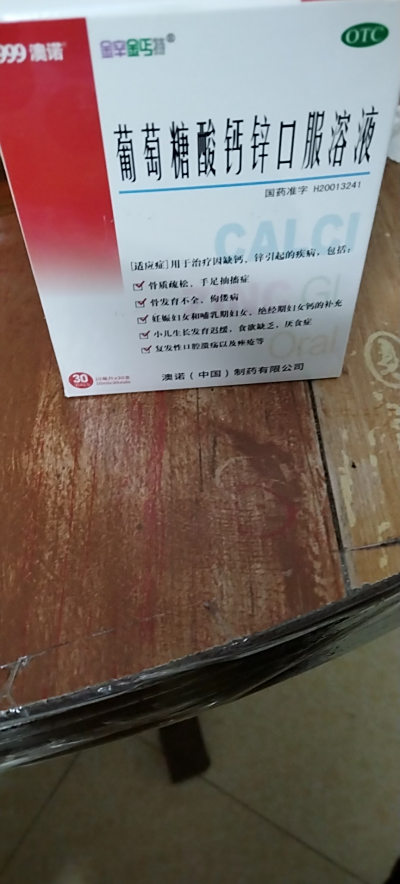 999 澳诺
金辛金丐特®
OTC
葡萄糖酸钙锌口服溶液
国药准字 H20013241
CALCI
[适应症]用于治疗因缺钙、锌引起的疾病，包括：
骨质疏松、手足抽搐症
骨发育不全、佝偻病
妊娠妇女和哺乳期妇女、绝经期妇女钙的补充
小儿生长发育迟缓，食欲缺乏，厌食症
复发性口腔溃疡以及痤疮等
Oral
30
澳诺（中国）制药有限公司